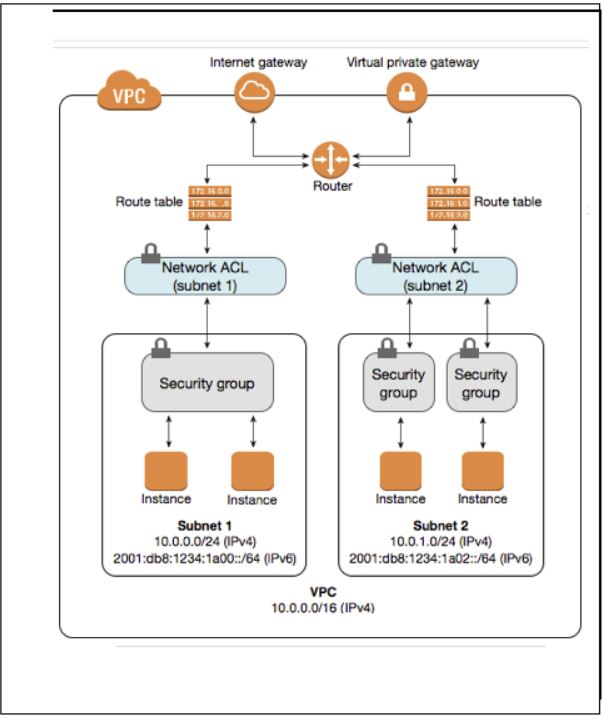 Internet gateway
Virtual private gateway
VPC
Router
Route table
172.16.0.0
172.16.1.0
172.16.2.0
172.16.0.0
172.16.1.0
172.16.2.0
Route table
Network ACL
(subnet 1)
Network ACL
(subnet 2)
Security group
Security
group
Security
group
Instance
Instance
Instance
Instance
Subnet 1
10.0.0.0/24 (IPv4)
2001:db8:1234:1a00::/64 (IPv6)
Subnet 2
10.0.1.0/24 (IPv4)
2001:db8:1234:1a02::/64 (IPv6)
VPC
10.0.0.0/16 (IPv4)